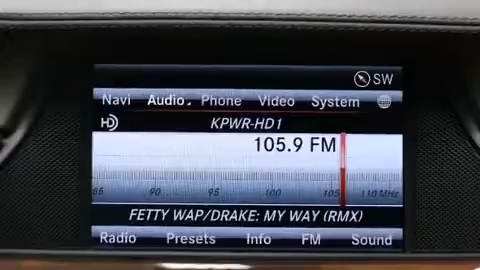 SW
Navi Audio Phone Video System
HD KPWR-HD1
105.9 FM
85 90 95 100 105 110 MHz
FETTY WAP/DRAKE: MY WAY (RMX)
Radio Presets Info FM Sound